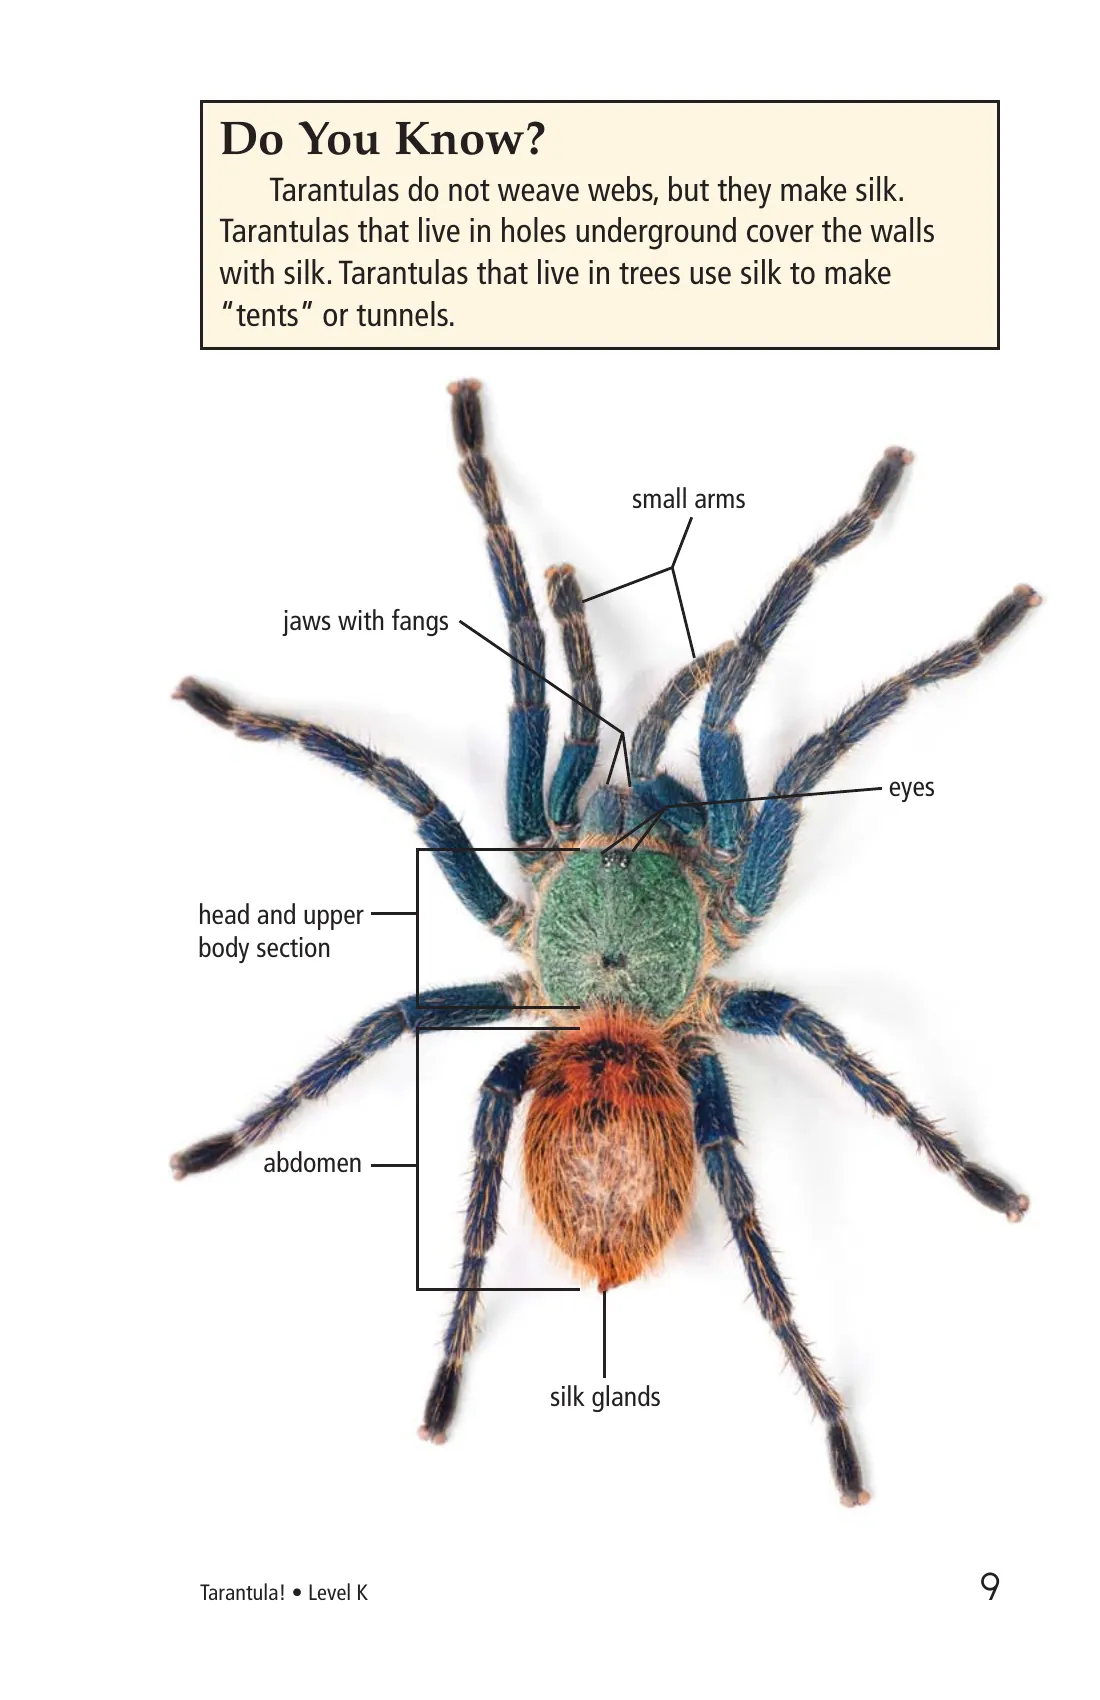 Do You Know?
Tarantulas do not weave webs, but they make silk.
Tarantulas that live in holes underground cover the walls
with silk. Tarantulas that live in trees use silk to make
“tents” or tunnels.
small arms
jaws with fangs
eyes
head and upper
body section
abdomen
silk glands
Tarantula! • Level K
9